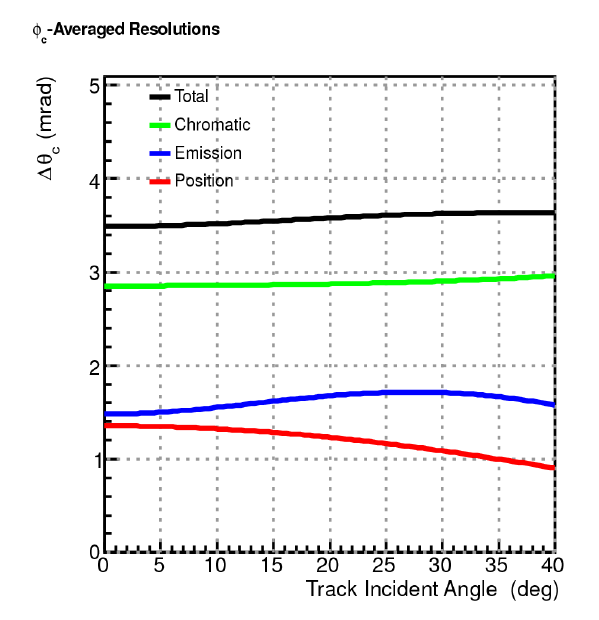 ϕc-Averaged Resolutions
Δθc (mrad)
5
4
3
2
1
0
Total
Chromatic
Emission
Position
0 5 10 15 20 25 30 35 40
Track Incident Angle (deg)